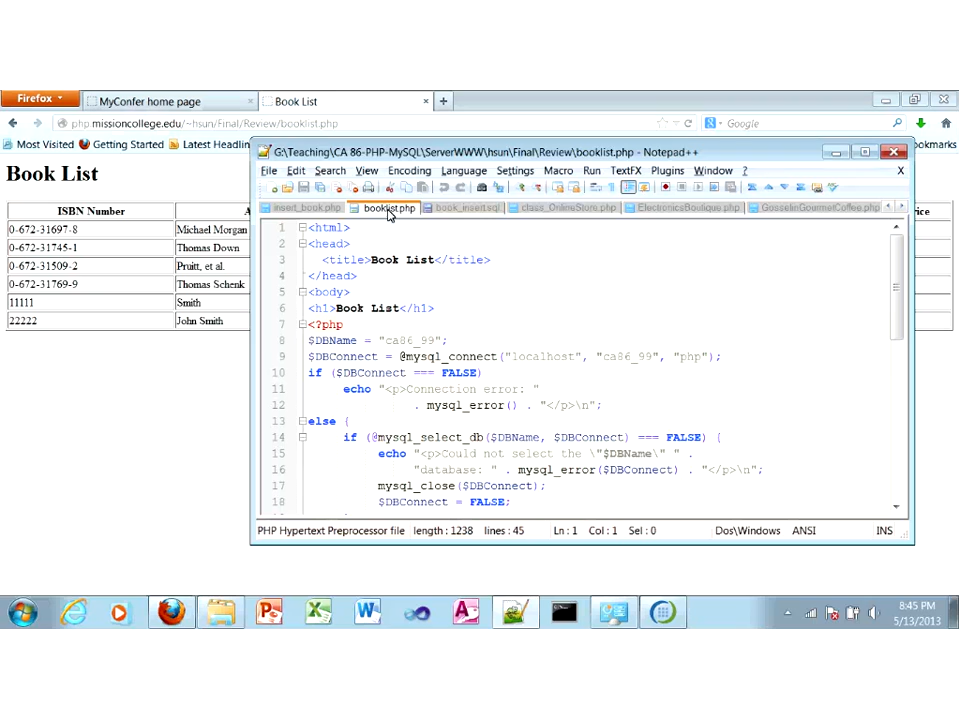 Firefox
MyConfer home page
Book List
php.missioncollege.edu/~hsun/Final/Review/booklist.php
Google
Most Visited
Getting Started
Latest Headlin
ookmarks
Book List
ISBN Number
A
ice
0-672-31697-8
Michael Morgan
0-672-31745-1
Thomas Down
0-672-31509-2
Pruitt, et al.
0-672-31769-9
Thomas Schenk
11111
Smith
22222
John Smith
G:\Teaching\CA 86-PHP-MySQL\ServerWWW\hsun\Final\Review\booklist.php - Notepad++
File Edit Search View Encoding Language Settings Macro Run TextFX Plugins Window ? X
insert_book.php booklist.php book_insert.sql class_OnlineStore.php ElectronicsBoutique.php GosselinGourmetCoffee.php
1 <html>
2 <head>
3 <title>Book List</title>
4 </head>
5 <body>
6 <h1>Book List</h1>
7 <?php
8 $DBName = "ca86_99";
9 $DBConnect = @mysql_connect("localhost", "ca86_99", "php");
10 if ($DBConnect === FALSE)
11 echo "<p>Connection error: "
12 . mysql_error() . "</p>\n";
13 else {
14 if (@mysql_select_db($DBName, $DBConnect) === FALSE) {
15 echo "<p>Could not select the \"$DBName\" " .
16 "database: " . mysql_error($DBConnect) . "</p>\n";
17 mysql_close($DBConnect);
18 $DBConnect = FALSE;
PHP Hypertext Preprocessor file length : 1238 lines : 45 Ln : 1 Col : 1 Sel : 0 Dos\Windows ANSI INS
8:45 PM
5/13/2013